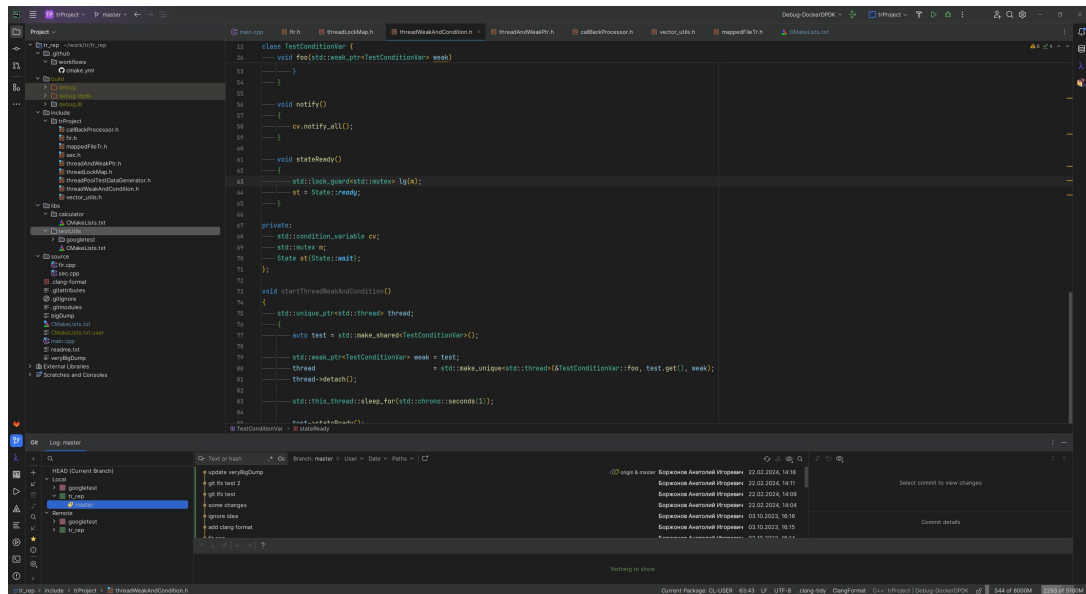 trProject
master
Debug-DockerDPDK
trProject
Project
main.cpp
fir.h
threadLockMap.h
threadWeakAndCondition.h
threadAndWeakPtr.h
callBackProcessor.h
vector_utils.h
mappedFileTr.h
CMakeLists.txt
tr_rep ~/work/tr/tr_rep
.github
workflows
cmake.yml
build
debug
debug-dpdk
include
trProject
callBackProcessor.h
fir.h
mappedFileTr.h
sec.h
threadAndWeakPtr.h
threadLockMap.h
threadPoolTestDataGenerator.h
threadWeakAndCondition.h
vector_utils.h
libs
calculator
CMakeLists.txt
testUtils
googletest
CMakeLists.txt
source
fir.cpp
sec.cpp
.clang-format
.gitattributes
.gitignore
.gitmodules
bigDump
CMakeLists.txt
CMakeLists.txt.user
main.cpp
readme.txt
veryBigDump
External Libraries
Scratches and Consoles
12 class TestConditionVar {
26 void foo(std::weak_ptr<TestConditionVar> weak)
53 }
54 }
55
56 void notify()
57 {
58 cv.notify_all();
59 }
60
61 void stateReady()
62 {
63 std::lock_guard<std::mutex> lg(m);
64 st = State::ready;
65 }
66
67 private:
68 std::condition_variable cv;
69 std::mutex m;
70 State st{State::wait};
71 };
72
73 void startThreadWeakAndCondition()
74 {
75 std::unique_ptr<std::thread> thread;
76 {
77 auto test = std::make_shared<TestConditionVar>();
78
79 std::weak_ptr<TestConditionVar> weak = test;
80 thread = std::make_unique<std::thread>(&TestConditionVar::foo, test.get(), weak);
81 thread->detach();
82
83 std::this_thread::sleep_for(std::chrono::seconds(1));
84
test->stateReady();
TestConditionVar stateReady
Git Log: master
HEAD (Current Branch)
Local
googletest
tr_rep
master
Remote
googletest
tr_rep
Text or hash .* Cc Branch: master × User Date Paths
update veryBigDump origin & master Боржонов Анатолий Игоревич 22.02.2024, 14:18
git lfs test 2 Боржонов Анатолий Игоревич 22.02.2024, 14:11
git lfs test Боржонов Анатолий Игоревич 22.02.2024, 14:09
some changes Боржонов Анатолий Игоревич 22.02.2024, 14:04
ignore idea Боржонов Анатолий Игоревич 03.10.2023, 16:16
add clang format Боржонов Анатолий Игоревич 03.10.2023, 16:15
Select commit to view changes
Commit details
Nothing to show
tr_rep › include › trProject › threadWeakAndCondition.h
Current Package: CL-USER 63:43 LF UTF-8 .clang-tidy ClangFormat C++: trProject | Debug-DockerDPDK 544 of 8000M